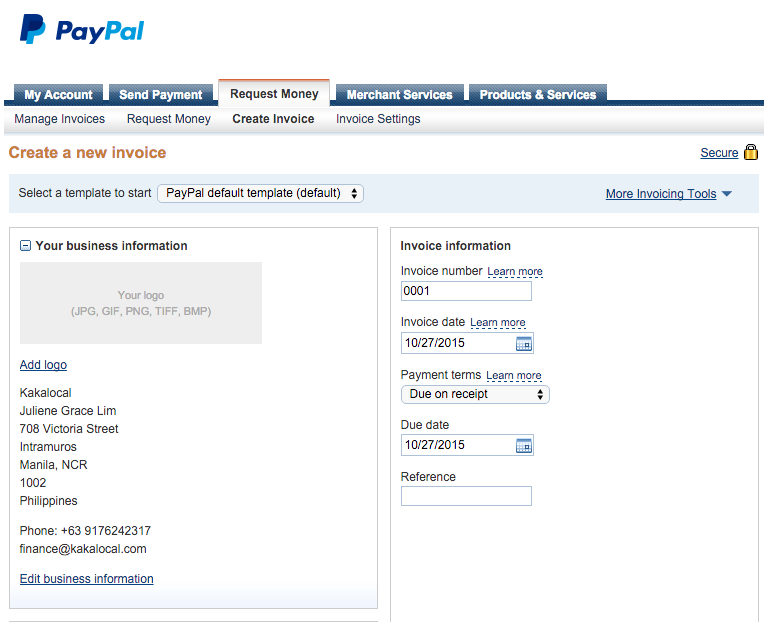 PayPal
My Account Send Payment Request Money Merchant Services Products & Services
Manage Invoices Request Money Create Invoice Invoice Settings
Create a new invoice
Secure
Select a template to start PayPal default template (default)
More Invoicing Tools
Your business information
Your logo
(JPG, GIF, PNG, TIFF, BMP)
Add logo
Kakalocal
Juliene Grace Lim
708 Victoria Street
Intramuros
Manila, NCR
1002
Philippines
Phone: +63 9176242317
finance@kakalocal.com
Edit business information
Invoice information
Invoice number Learn more
0001
Invoice date Learn more
10/27/2015
Payment terms Learn more
Due on receipt
Due date
10/27/2015
Reference